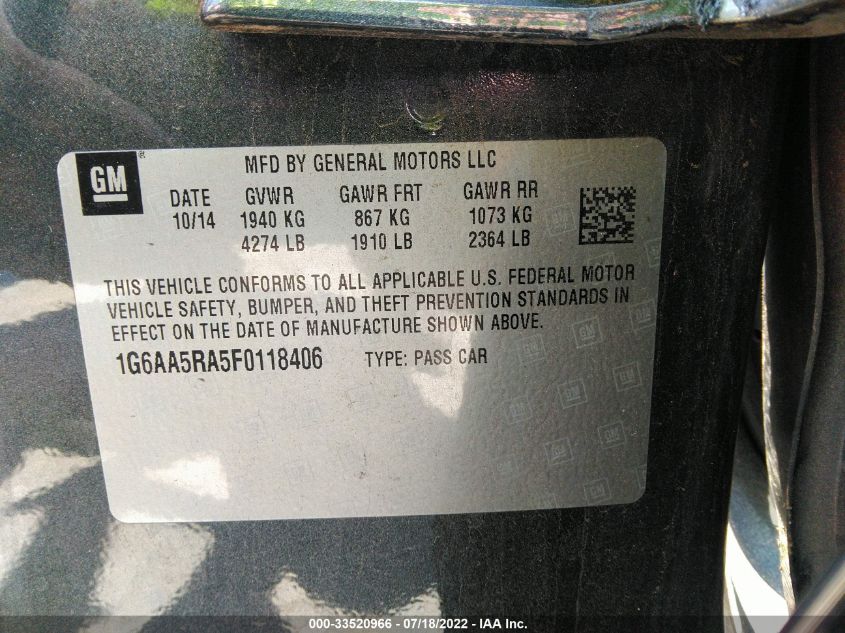 GM
MFD BY GENERAL MOTORS LLC
DATE GVWR GAWR FRT GAWR RR
10/14 1940 KG 867 KG 1073 KG
4274 LB 1910 LB 2364 LB
THIS VEHICLE CONFORMS TO ALL APPLICABLE U.S. FEDERAL MOTOR
VEHICLE SAFETY, BUMPER, AND THEFT PREVENTION STANDARDS IN
EFFECT ON THE DATE OF MANUFACTURE SHOWN ABOVE.
1G6AA5RA5F0118406 TYPE: PASS CAR
000-33520966 - 07/18/2022 - IAA Inc.